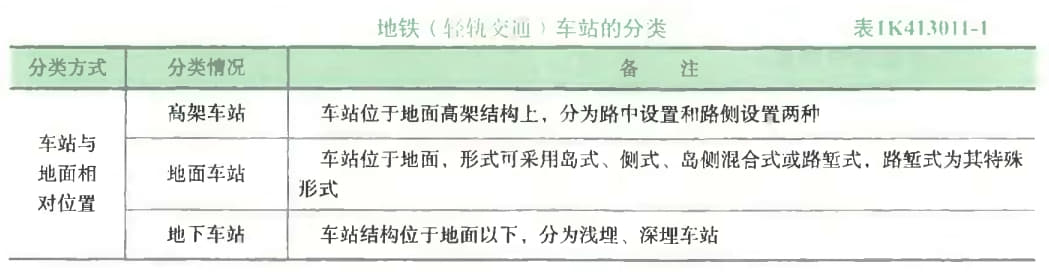 地铁（轻轨交通）车站的分类 表1K413011-1
分类方式 分类情况 备 注
车站与
地面相
对位置
高架车站 车站位于地面高架结构上，分为路中设置和路侧设置两种
地面车站 车站位于地面，形式可采用岛式、侧式、岛侧混合式或路堑式，路堑式为其特殊
形式
地下车站 车站结构位于地面以下，分为浅埋、深埋车站